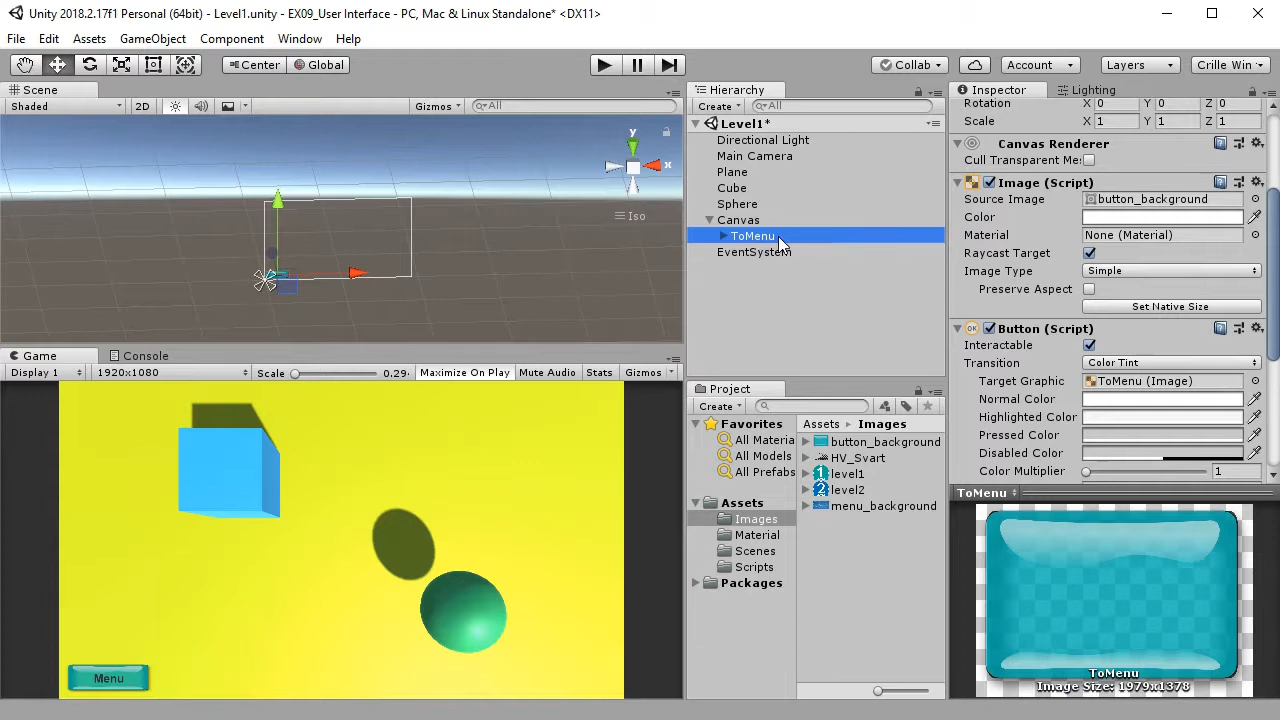 Unity 2018.2.17f1 Personal (64bit) - Level1.unity - EX09_User Interface - PC, Mac & Linux Standalone* <DX11>
File Edit Assets GameObject Component Window Help
Center Global Collab Account Layers Crille Win
Scene
Shaded 2D Gizmos All
y
x
Iso
Hierarchy
Create All
Level1*
Directional Light
Main Camera
Plane
Cube
Sphere
Canvas
ToMenu
EventSystem
Game Console
Display 1 1920x1080 Scale 0.29 Maximize On Play Mute Audio Stats Gizmos
Menu
Project
Create
Favorites
All Materia
All Models
All Prefabs
Assets
Images
Material
Scenes
Scripts
Packages
Assets Images
button_background
HV_Svart
1 level1
2 level2
menu_background
Inspector Lighting
Rotation X 0 Y 0 Z 0
Scale X 1 Y 1 Z 1
Canvas Renderer
Cull Transparent Me
Image (Script)
Source Image button_background
Color
Material None (Material)
Raycast Target
Image Type Simple
Preserve Aspect
Set Native Size
OK Button (Script)
Interactable
Transition Color Tint
Target Graphic ToMenu (Image)
Normal Color
Highlighted Color
Pressed Color
Disabled Color
Color Multiplier 1
ToMenu
ToMenu
Image Size: 1979x1378